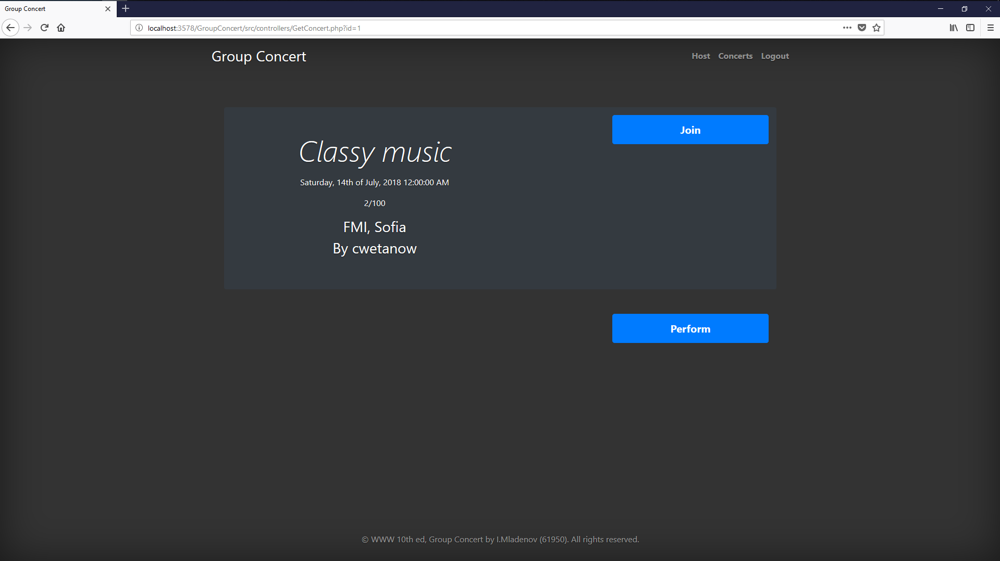 Group Concert
localhost:3578/GroupConcert/src/controllers/GetConcert.php?id=1
Group Concert
Host Concerts Logout
Join
Classy music
Saturday, 14th of July, 2018 12:00:00 AM
2/100
FMI, Sofia
By cwetanow
Perform
© WWW 10th ed, Group Concert by I.Mladenov (61950). All rights reserved.